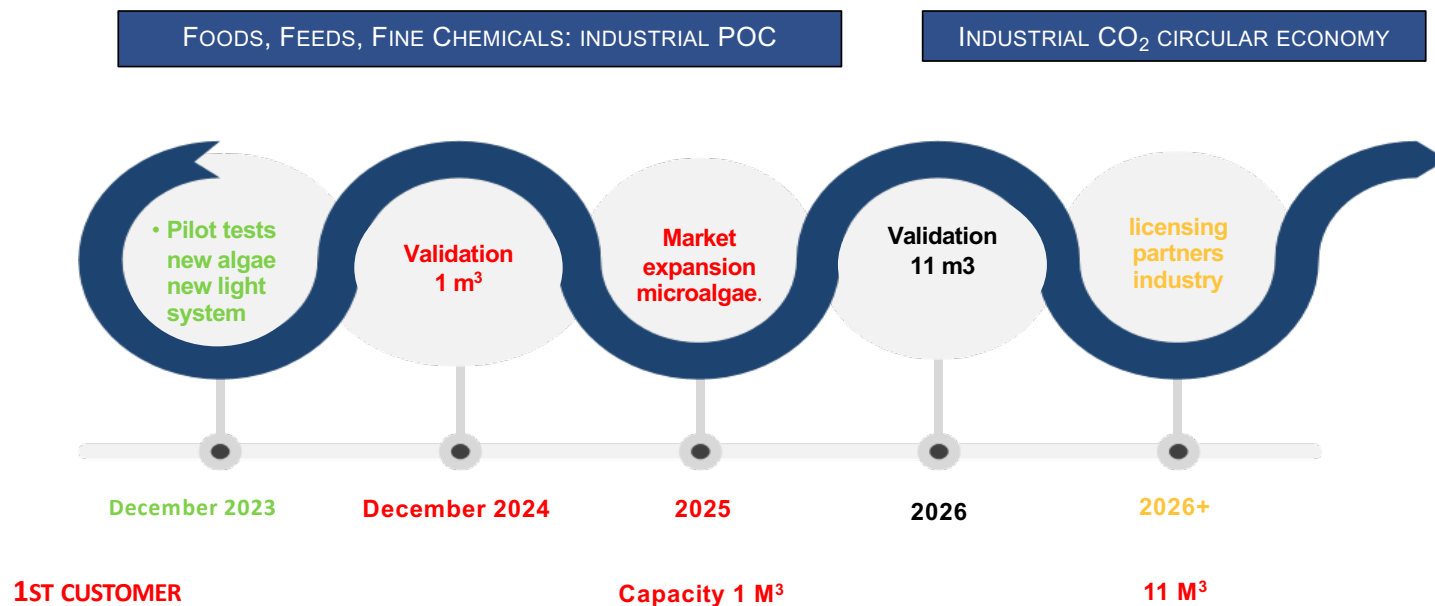 FOODS, FEEDS, FINE CHEMICALS: INDUSTRIAL POC
INDUSTRIAL CO₂ CIRCULAR ECONOMY
• Pilot tests
new algae
new light
system
Validation
1 m³
Market
expansion
microalgae.
Validation
11 m3
licensing
partners
industry
December 2023
December 2024
2025
2026
2026+
1ST CUSTOMER
Capacity 1 M³
11 M³